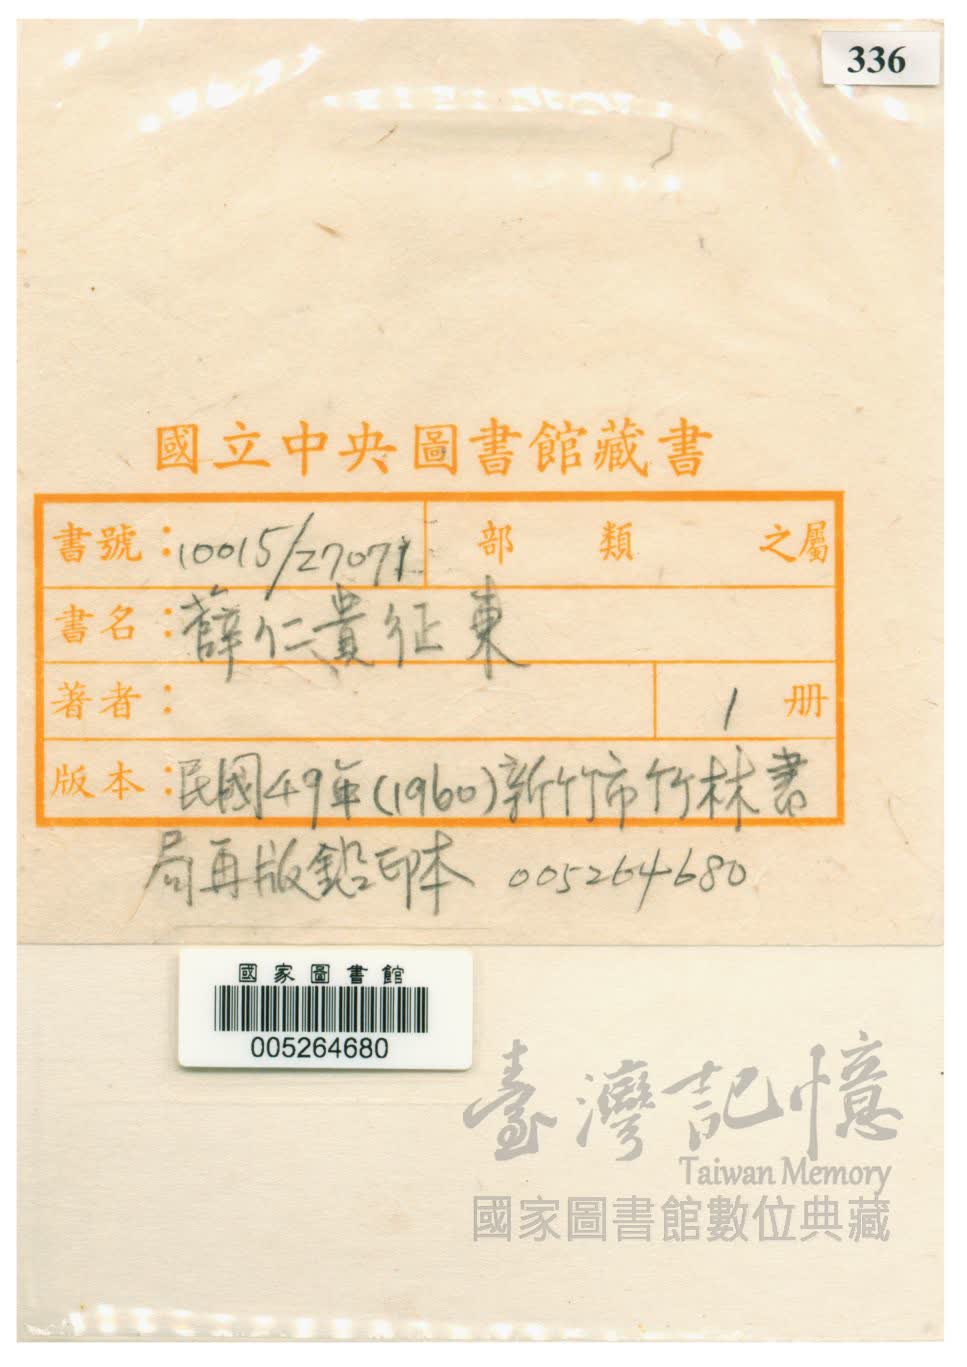 336
國立中央圖書館藏書
書號：10015/27071 部 類 之屬
書名：薛仁貴征東
著者： 1 册
版本：民國49年(1960)新竹市竹林書
局再版鉛印本 005264680
國家圖書館
005264680
臺灣記憶
Taiwan Memory
國家圖書館數位典藏